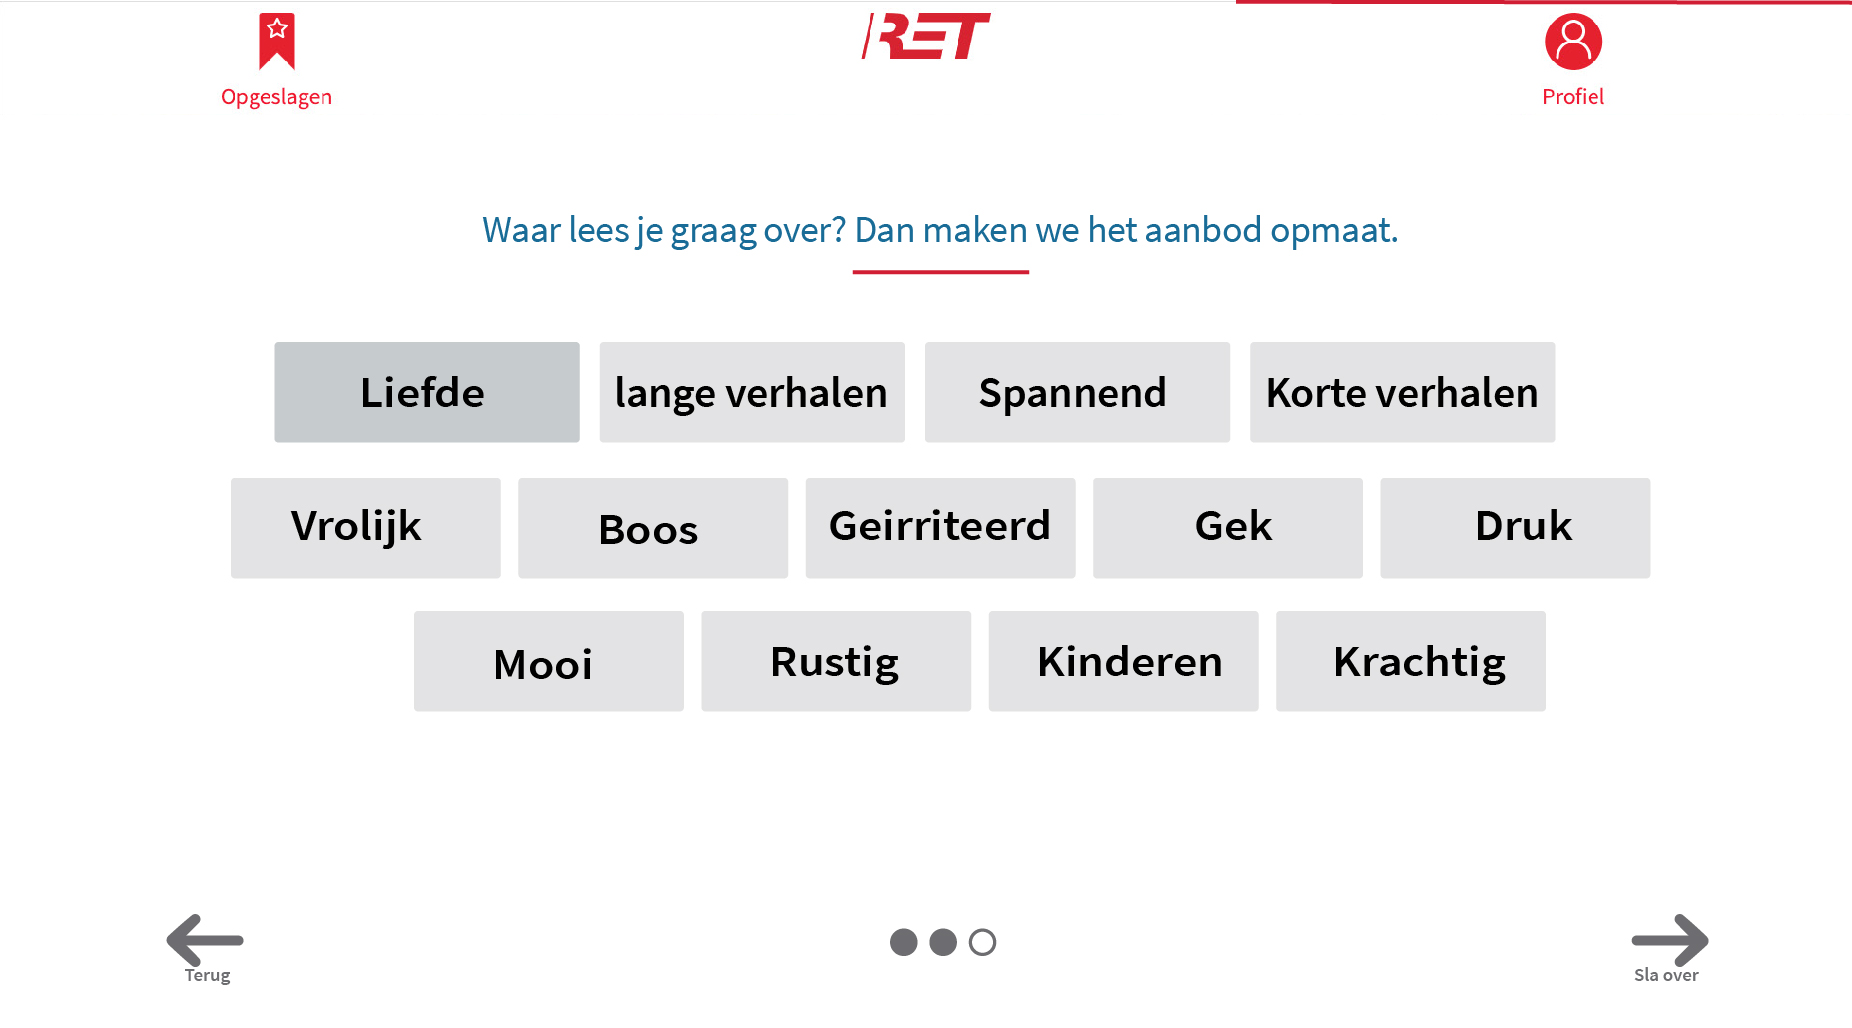 RET
Opgeslagen
Profiel
Waar lees je graag over? Dan maken we het aanbod opmaat.
Liefde
lange verhalen
Spannend
Korte verhalen
Vrolijk
Boos
Geirriteerd
Gek
Druk
Mooi
Rustig
Kinderen
Krachtig
Terug
Sla over